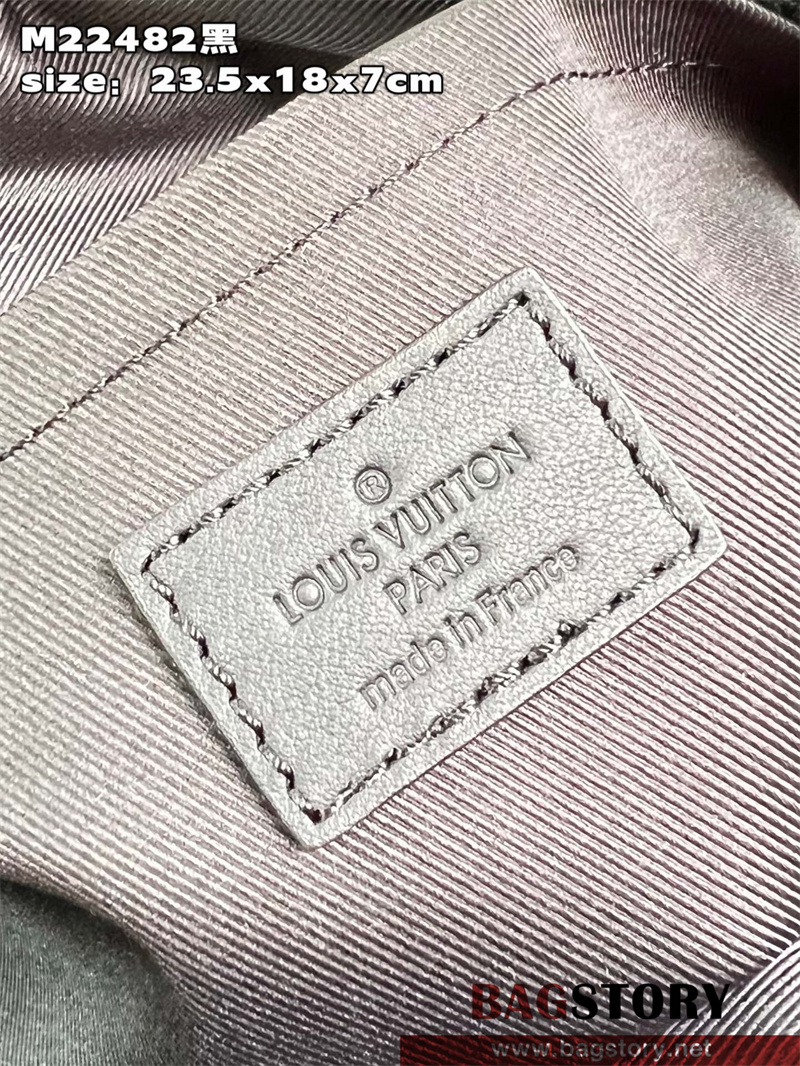 M22482黑
size: 23.5x18x7cm
®
LOUIS VUITTON
PARIS
made in France
BAGSTORY
www.bagstory.net